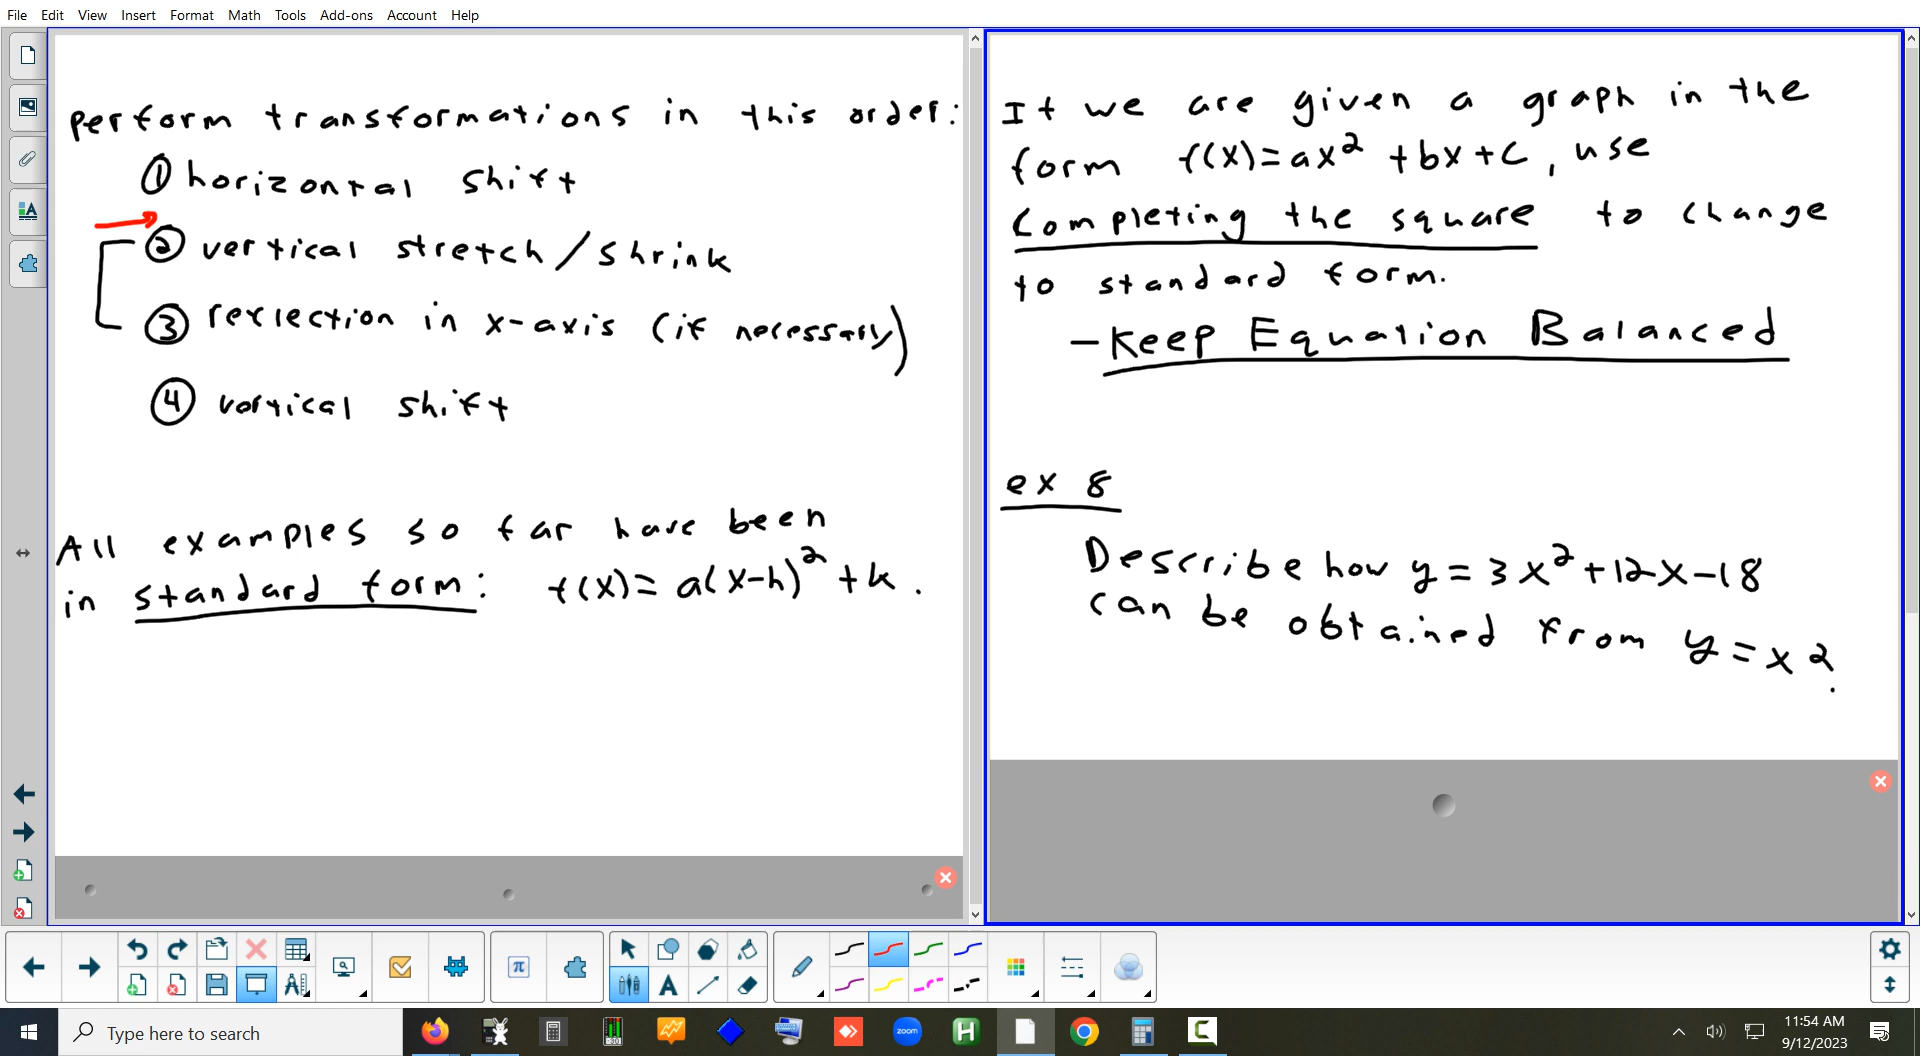 File Edit View Insert Format Math Tools Add-ons Account Help
perform transformations in this order:
① horizontal shift
② vertical stretch/shrink
③ reflection in x-axis (if necessary)
④ vertical shift
All examples so far have been
in standard form: f(x)=a(x-h)² +k.
If we are given a graph in the
form f(x)=ax² +bx+c, use
completing the square to change
to standard form.
-Keep Equation Balanced
ex 8
Describe how y=3x²+12x-18
can be obtained from y=x².
π
A
zoom
H
C
Type here to search
11:54 AM
9/12/2023